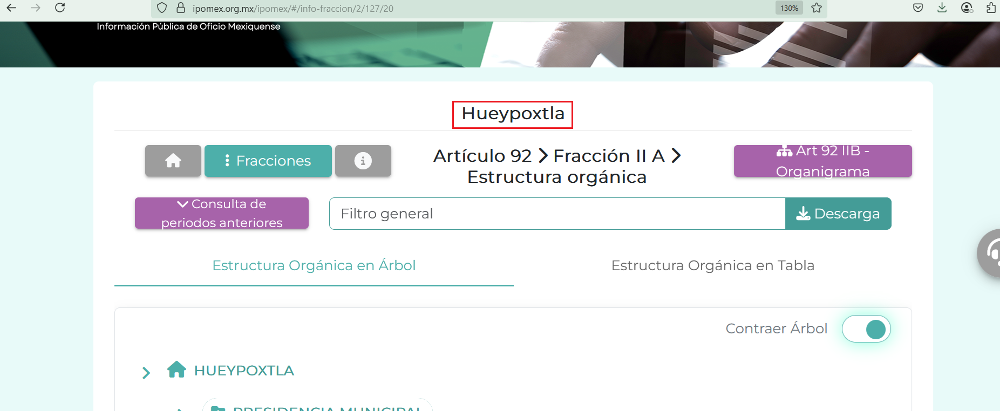 ipomex.org.mx/ipomex/#/info-fraccion/2/127/20
130%
Información Pública de Oficio Mexiquense
Hueypoxtla
Fracciones
Artículo 92 > Fracción II A >
Estructura orgánica
Art 92 IIB -
Organigrama
Consulta de
periodos anteriores
Filtro general
Descarga
Estructura Orgánica en Árbol
Estructura Orgánica en Tabla
Contraer Árbol
HUEYPOXTLA
PRESIDENCIA MUNICIPAL